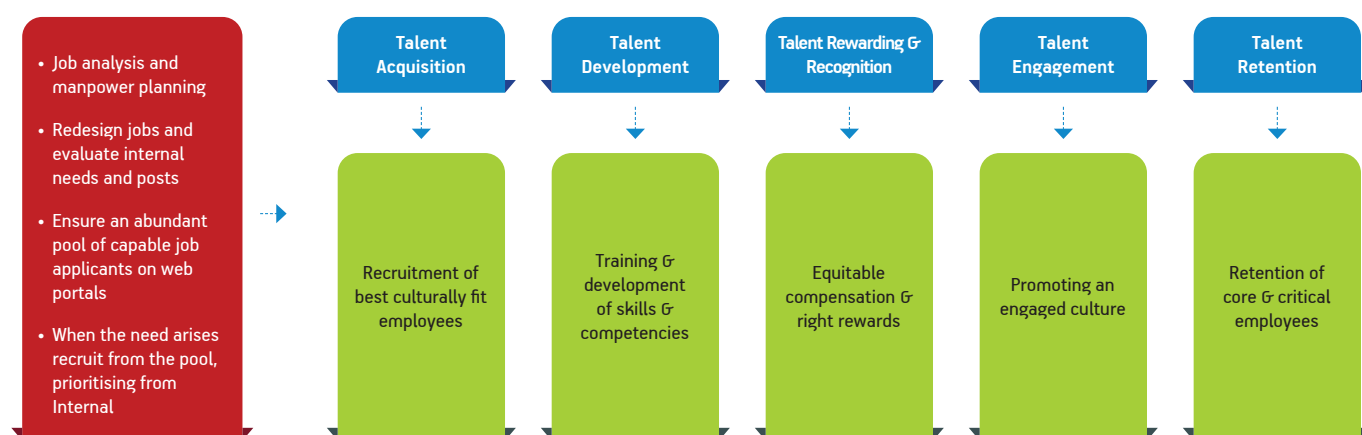 • Job analysis and
manpower planning
• Redesign jobs and
evaluate internal
needs and posts
• Ensure an abundant
pool of capable job
applicants on web
portals
• When the need arises
recruit from the pool,
prioritising from
Internal
Talent
Acquisition
Recruitment of
best culturally fit
employees
Talent
Development
Training &
development
of skills &
competencies
Talent Rewarding &
Recognition
Equitable
compensation &
right rewards
Talent
Engagement
Promoting an
engaged culture
Talent
Retention
Retention of
core & critical
employees